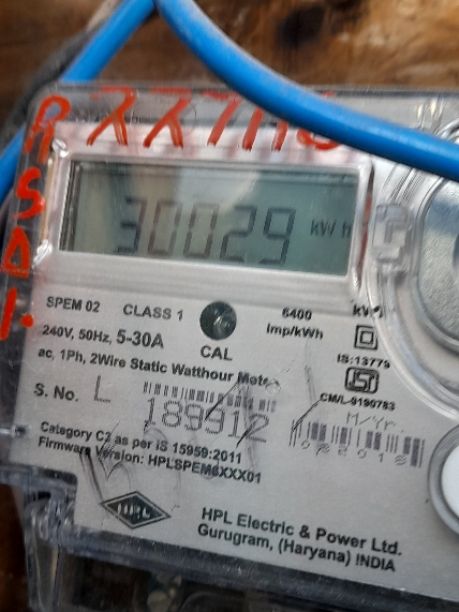 30029 kW h
SPEM 02 CLASS 1 6400 imp/kWh
240V, 50Hz, 5-30A CAL
IS:13779
ac, 1Ph, 2Wire Static Watthour Meter
CM/L-9190783
S. No. L 189912 M/Yr.
Category C2 as per IS 15959:2011
Firmware Version: HPLSPEM6XXX01
HPL
HPL Electric & Power Ltd.
Gurugram, (Haryana) INDIA